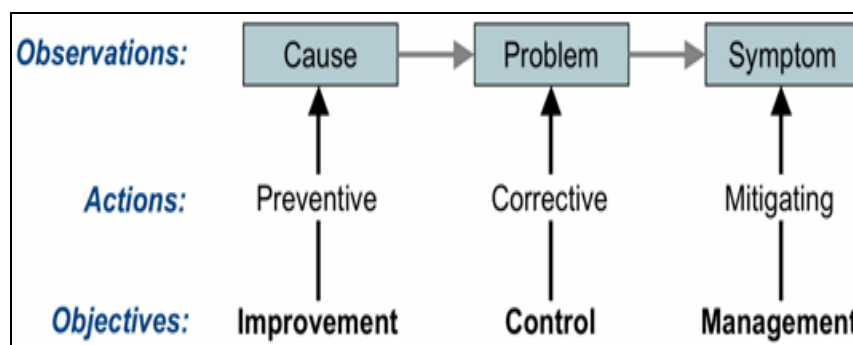 Observations: Cause Problem Symptom
Actions: Preventive Corrective Mitigating
Objectives: Improvement Control Management